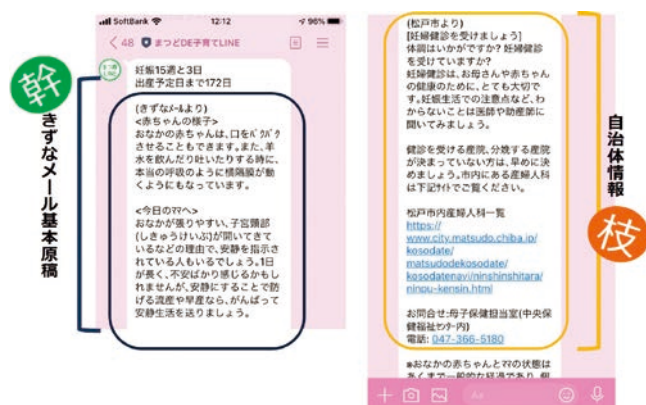 SoftBank 12:12 96%
48 まつどDE子育てLINE
妊娠15週と3日
出産予定日まで172日
(きずなメールより)
<赤ちゃんの様子>
おなかの赤ちゃんは、口をパクパク
させることもできます。また、羊
水を飲んだり吐いたりする時に、
本当の呼吸のように横隔膜が動
くようにもなっています。
<今日のママへ>
おなかが張りやすい、子宮頸部
(しきゅうけいぶ)が開いてきて
いるなどの理由で、安静を指示さ
れている人もいるでしょう。1日
が長く、不安ばかり感じるかもし
れませんが、安静にすることで防
げる流産や早産なら、がんばって
安静生活を送りましょう。
幹
きずなメール基本原稿
(松戸市より)
[妊婦健診を受けましょう]
体調はいかがですか? 妊婦健診
を受けていますか?
妊婦健診は、お母さんや赤ちゃん
の健康のために、とても大切で
す。妊娠生活での注意点など、わ
からないことは医師や助産師に
聞いてみましょう。
健診を受ける産院、分娩する産院
が決まっていない方は、早めに決
めましょう。市内にある産婦人科
は下記サイトでご覧ください。
松戸市内産婦人科一覧
https://
www.city.matsudo.chiba.jp/
kosodate/
matsudodekosodate/
kosodatenavi/ninshinshitara/
ninpu-kensin.html
お問合せ:母子保健担当室(中央保
健福祉センター内)
電話: 047-366-5180
※おなかの赤ちゃんとママの状態は
あくまで一般的な経過であり、個
Aa
自治体情報
枝